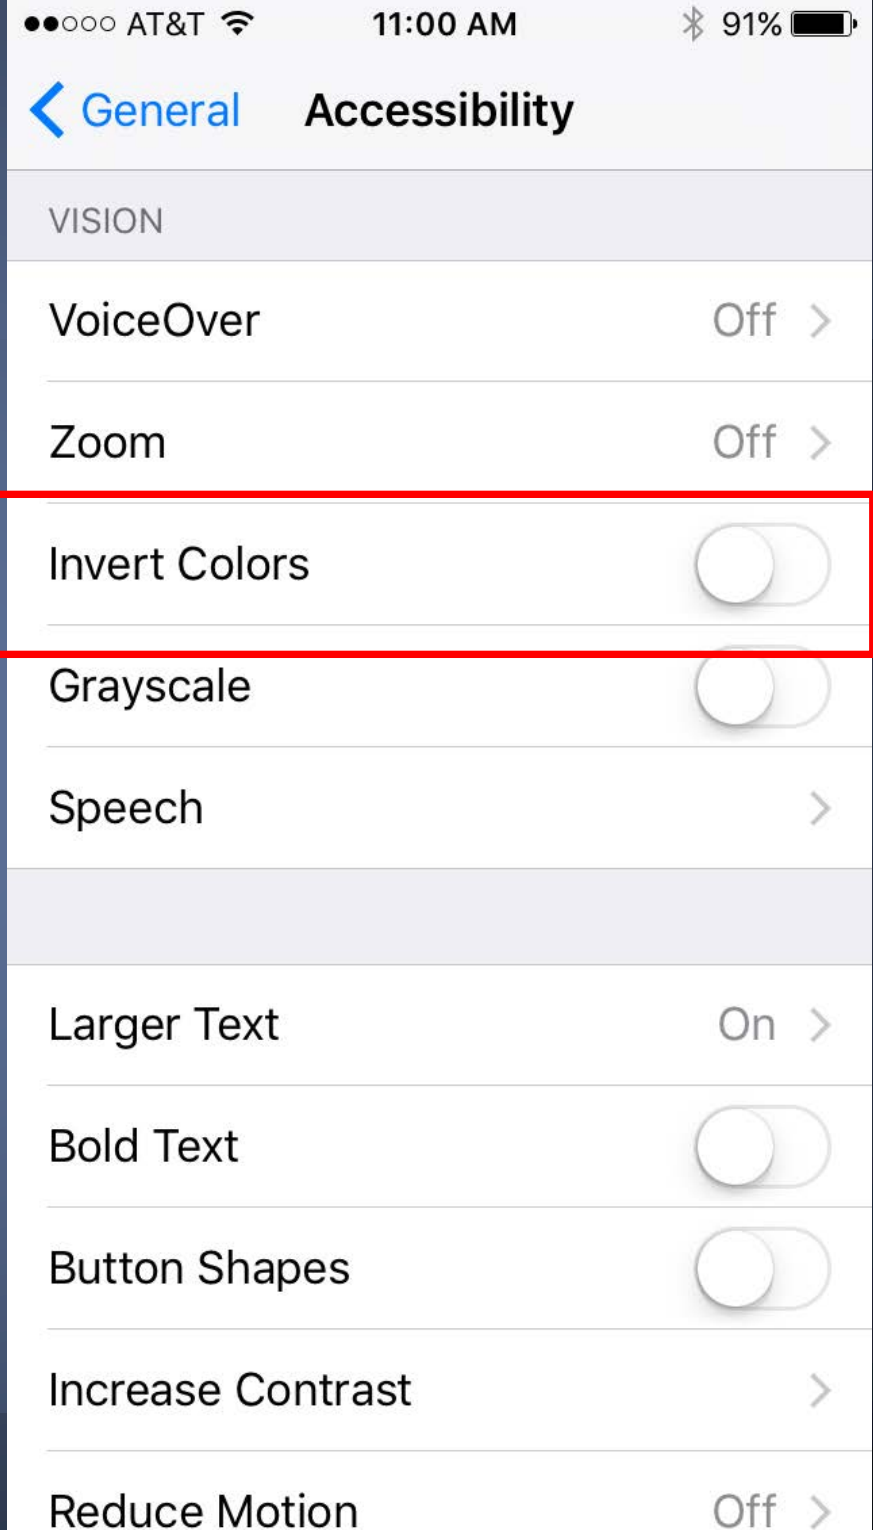 AT&T 11:00 AM 91%
General Accessibility
VISION
VoiceOver Off
Zoom Off
Invert Colors
Grayscale
Speech
Larger Text On
Bold Text
Button Shapes
Increase Contrast
Reduce Motion Off